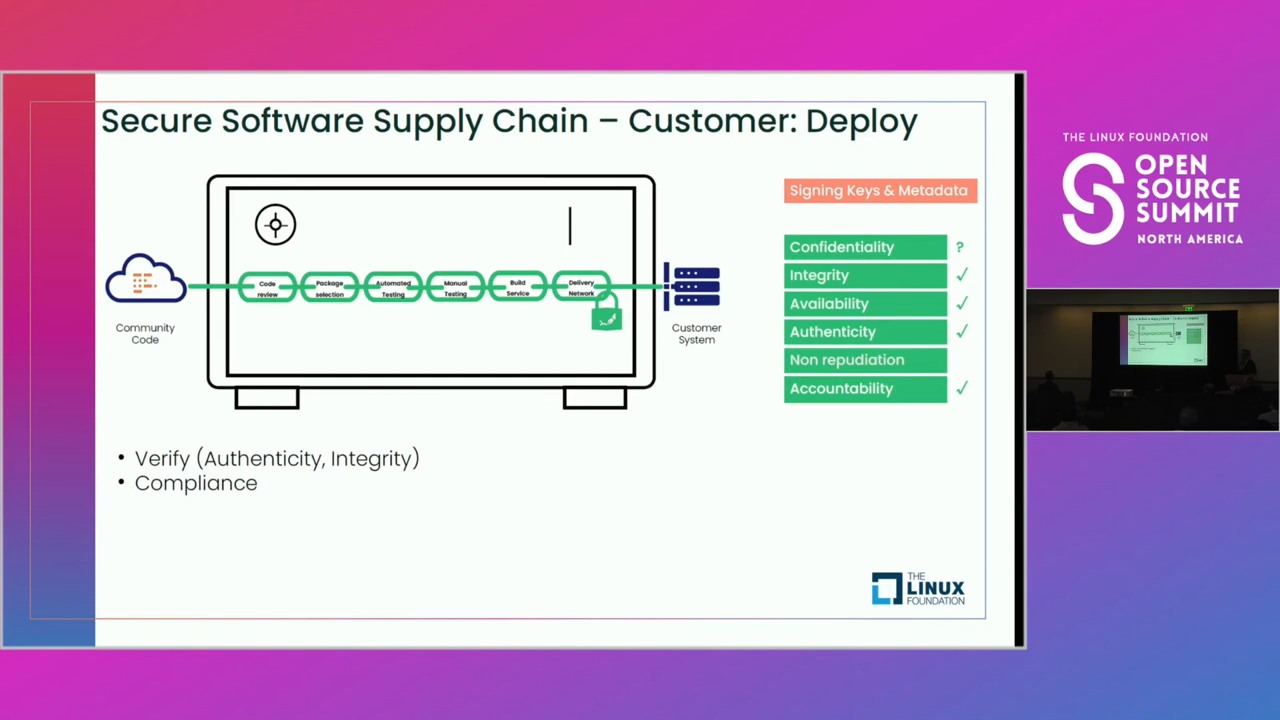 Secure Software Supply Chain – Customer: Deploy
Community
Code
Code
review
Package
selection
Automated
Testing
Manual
Testing
Build
Service
Delivery
Network
Customer
System
Signing Keys & Metadata
Confidentiality ?
Integrity ✓
Availability ✓
Authenticity ✓
Non repudiation
Accountability ✓
• Verify (Authenticity, Integrity)
• Compliance
THE
LINUX
FOUNDATION
THE LINUX FOUNDATION
OPEN
SOURCE
SUMMIT
NORTH AMERICA